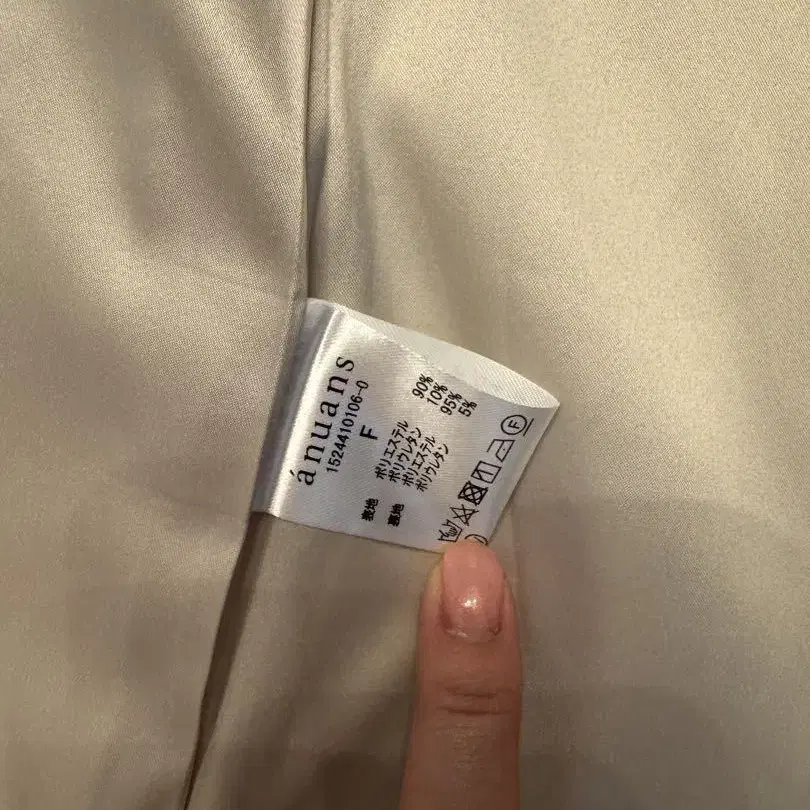 ánuans
1524410106-0
F
表地 ポリエステル 90%
ポリウレタン 10%
裏地 ポリエステル 95%
ポリウレタン 5%
F